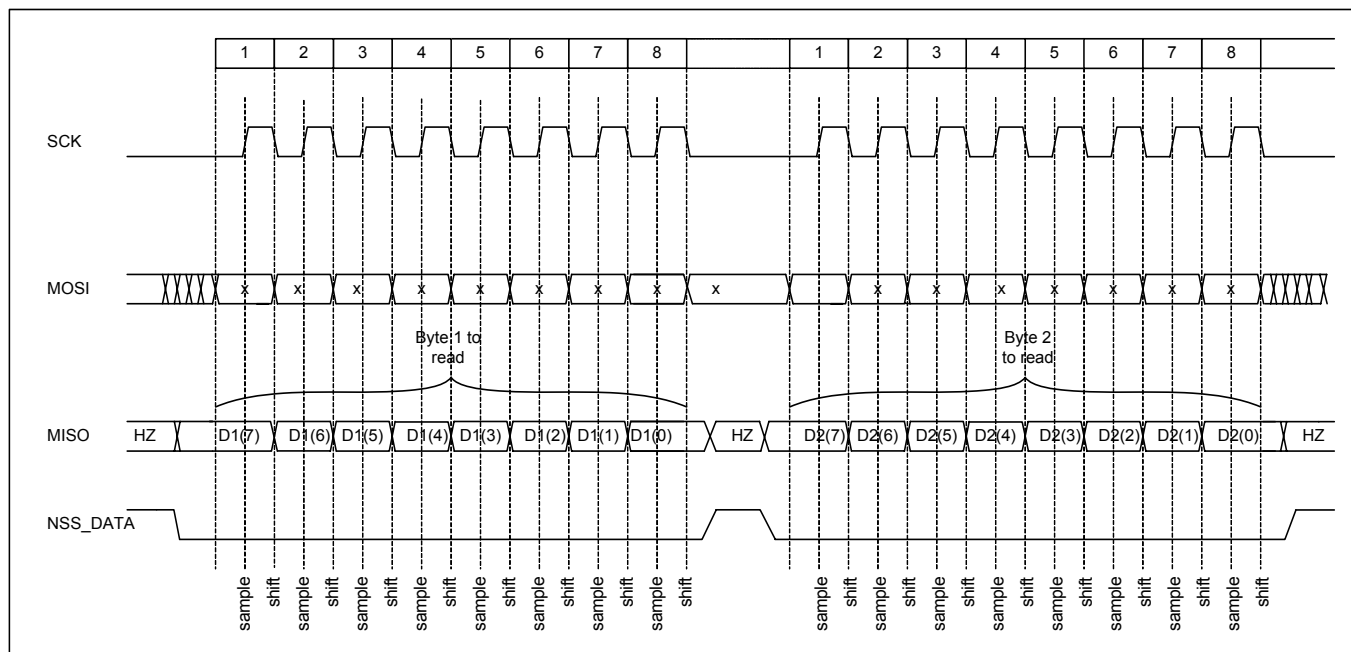 1 2 3 4 5 6 7 8 1 2 3 4 5 6 7 8
SCK
MOSI x x x x x x x x x x x x x x x x
Byte 1 to
read
Byte 2
to read
MISO HZ D1(7) D1(6) D1(5) D1(4) D1(3) D1(2) D1(1) D1(0) HZ D2(7) D2(6) D2(5) D2(4) D2(3) D2(2) D2(1) D2(0) HZ
NSS_DATA
sample shift sample shift sample shift sample shift sample shift sample shift sample shift sample shift sample shift sample shift sample shift sample shift sample shift sample shift sample shift sample shift